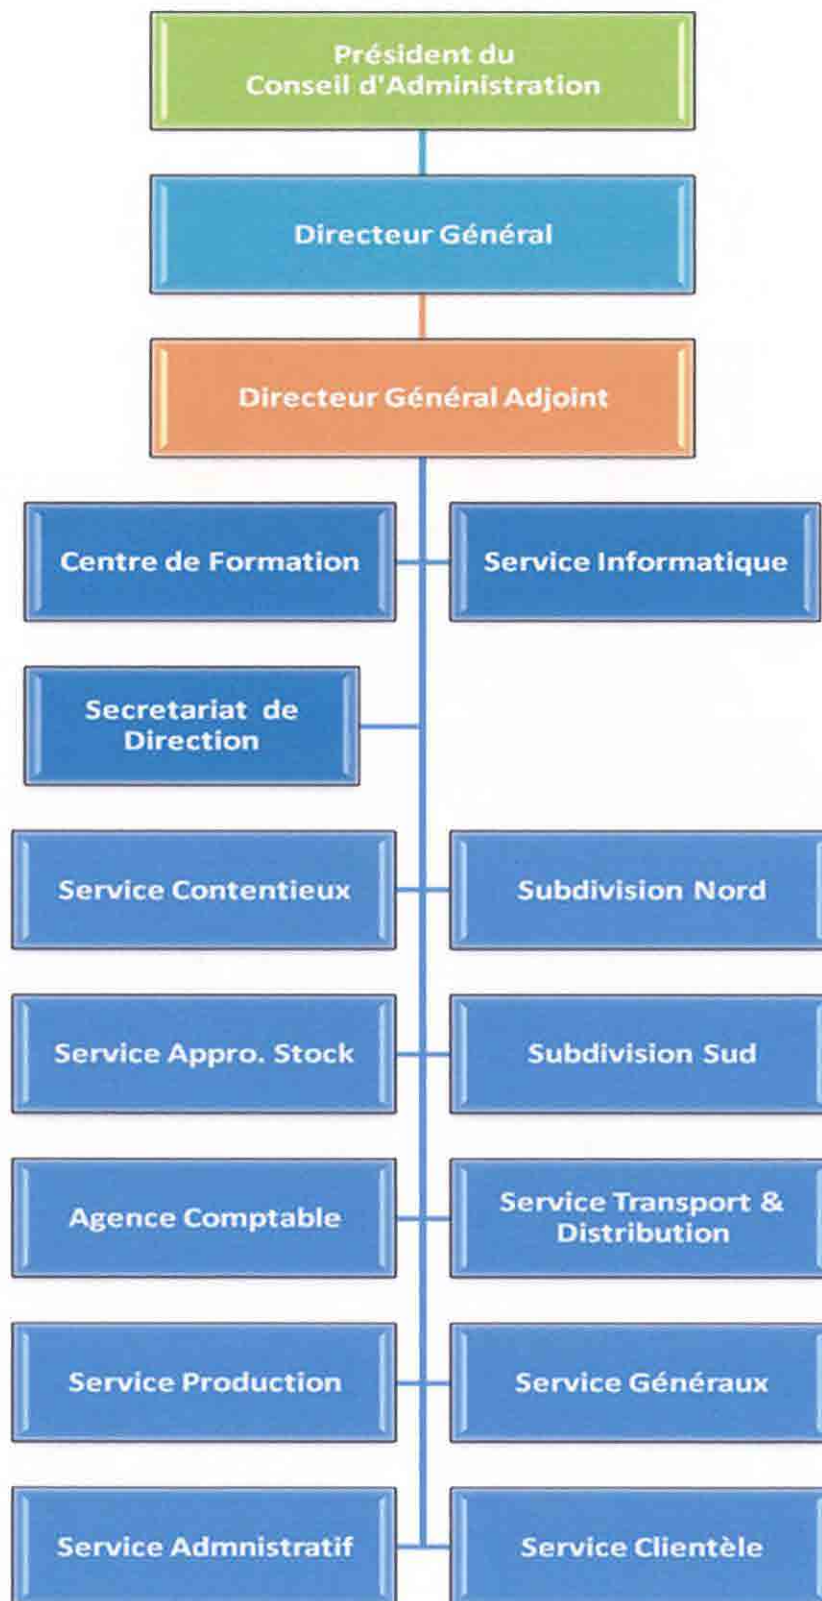 Président du
Conseil d'Administration
Directeur Général
Directeur Général Adjoint
Centre de Formation
Service Informatique
Secretariat de
Direction
Service Contentieux
Subdivision Nord
Service Appro. Stock
Subdivision Sud
Agence Comptable
Service Transport &
Distribution
Service Production
Service Généraux
Service Admnistratif
Service Clientèle